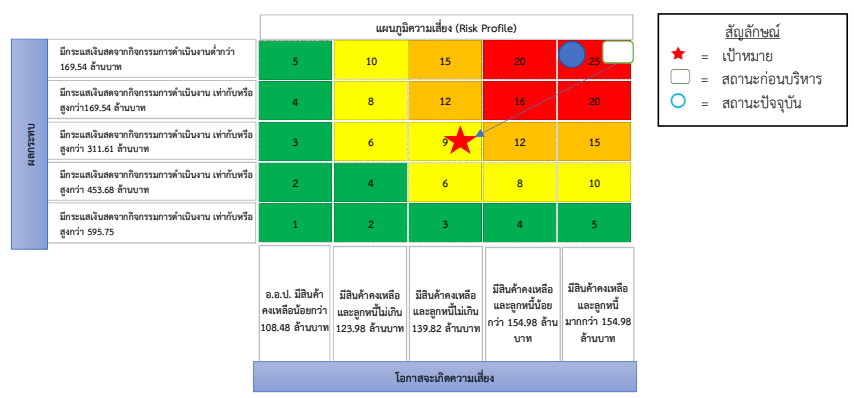 แผนภูมิความเสี่ยง (Risk Profile)
สัญลักษณ์
= เป้าหมาย
= สถานะก่อนบริหาร
= สถานะปัจจุบัน
ผลกระทบ
มีกระแสเงินสดจากกิจกรรมการดำเนินงานต่ำกว่า
169.54 ล้านบาท
5 10 15 20 25
มีกระแสเงินสดจากกิจกรรมการดำเนินงาน เท่ากับหรือ
สูงกว่า169.54 ล้านบาท
4 8 12 16 20
มีกระแสเงินสดจากกิจกรรมการดำเนินงาน เท่ากับหรือ
สูงกว่า 311.61 ล้านบาท
3 6 9 12 15
มีกระแสเงินสดจากกิจกรรมการดำเนินงาน เท่ากับหรือ
สูงกว่า 453.68 ล้านบาท
2 4 6 8 10
มีกระแสเงินสดจากกิจกรรมการดำเนินงาน เท่ากับหรือ
สูงกว่า 595.75
1 2 3 4 5
อ.อ.ป. มีสินค้า
คงเหลือน้อยกว่า
108.48 ล้านบาท
มีสินค้าคงเหลือ
และลูกหนี้ไม่เกิน
123.98 ล้านบาท
มีสินค้าคงเหลือ
และลูกหนี้ไม่เกิน
139.82 ล้านบาท
มีสินค้าคงเหลือ
และลูกหนี้น้อย
กว่า 154.98 ล้าน
บาท
มีสินค้าคงเหลือ
และลูกหนี้
มากกว่า 154.98
ล้านบาท
โอกาสจะเกิดความเสี่ยง